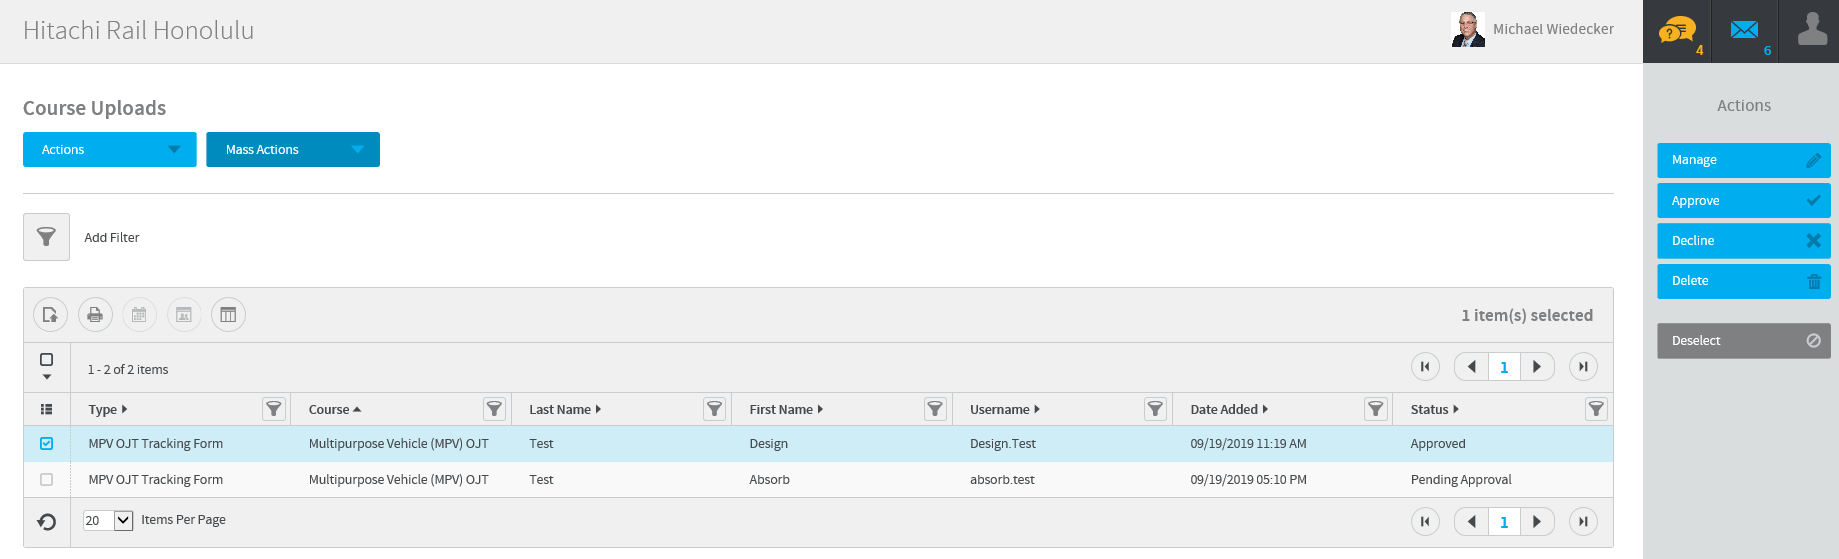 Hitachi Rail Honolulu
Michael Wiedecker
4
6
Course Uploads
Actions
Mass Actions
Add Filter
1 item(s) selected
1 - 2 of 2 items
1
Type Course Last Name First Name Username Date Added Status
MPV OJT Tracking Form Multipurpose Vehicle (MPV) OJT Test Design Design.Test 09/19/2019 11:19 AM Approved
MPV OJT Tracking Form Multipurpose Vehicle (MPV) OJT Test Absorb absorb.test 09/19/2019 05:10 PM Pending Approval
20 Items Per Page
1
Actions
Manage
Approve
Decline
Delete
Deselect